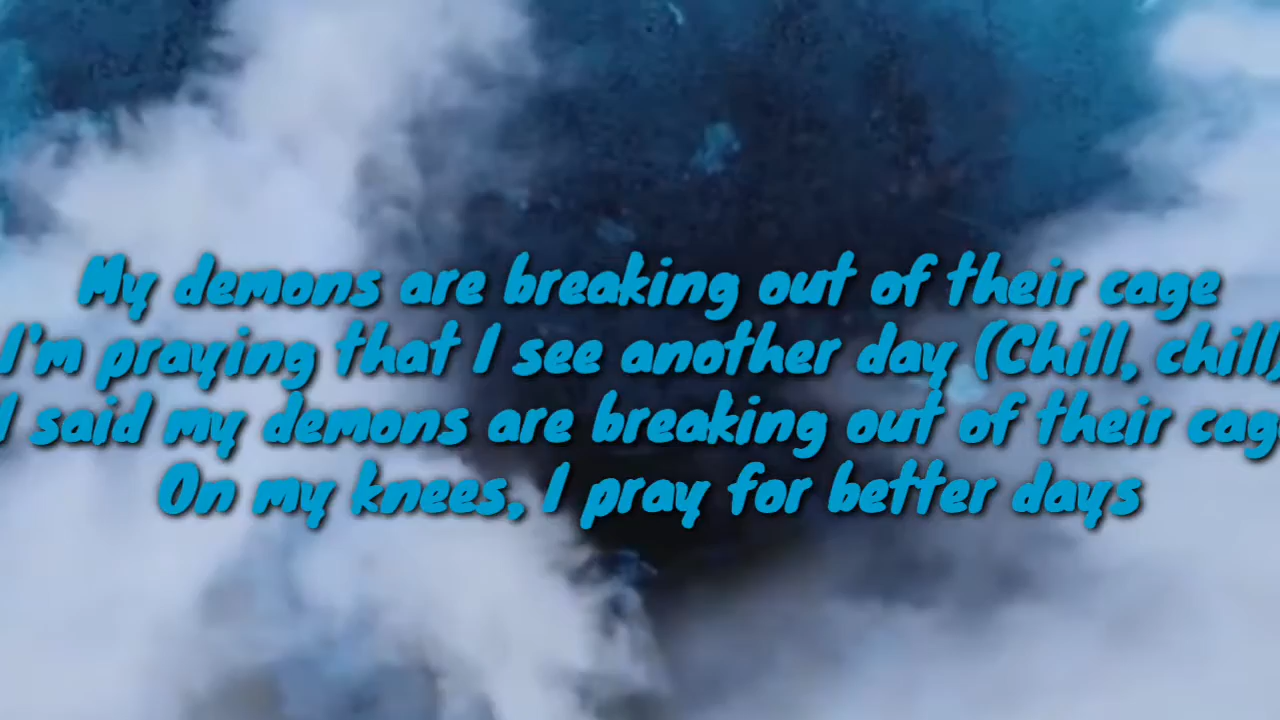 My demons are breaking out of their cage
I'm praying that I see another day (Chill, chill)
I said my demons are breaking out of their cage
On my knees, I pray for better days